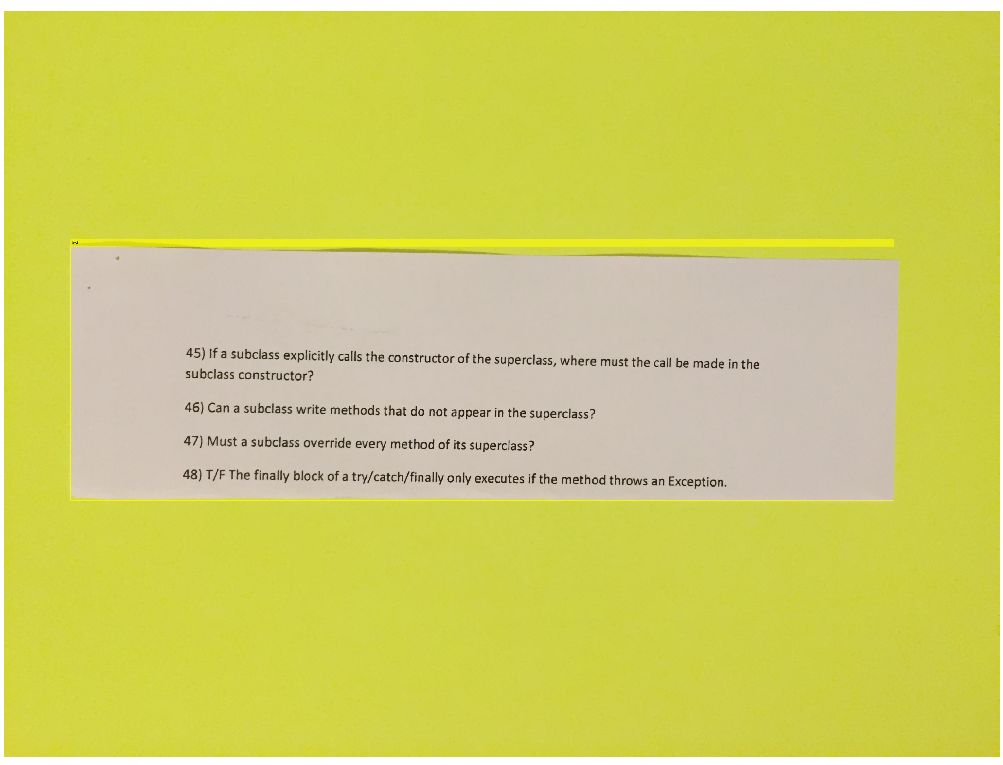 45) If a subclass explicitly calls the constructor of the superclass, where must the call be made in the
subclass constructor?
46) Can a subclass write methods that do not appear in the superclass?
47) Must a subclass override every method of its superclass?
48) T/F The finally block of a try/catch/finally only executes if the method throws an Exception.